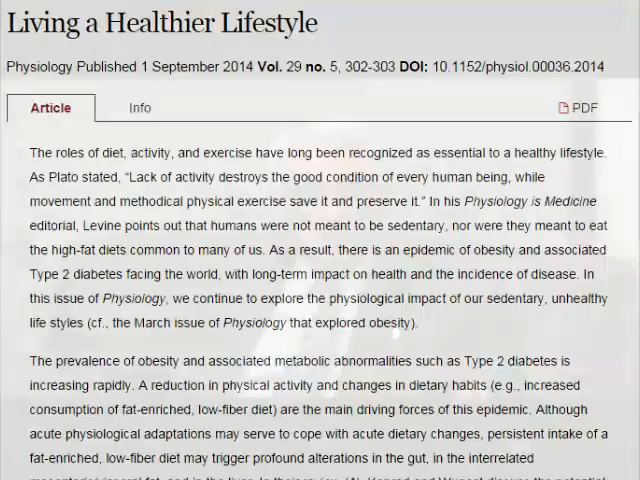 Living a Healthier Lifestyle
Physiology Published 1 September 2014 Vol. 29 no. 5, 302-303 DOI: 10.1152/physiol.00036.2014
Article Info PDF
The roles of diet, activity, and exercise have long been recognized as essential to a healthy lifestyle.
As Plato stated, “Lack of activity destroys the good condition of every human being, while
movement and methodical physical exercise save it and preserve it.” In his Physiology is Medicine
editorial, Levine points out that humans were not meant to be sedentary, nor were they meant to eat
the high-fat diets common to many of us. As a result, there is an epidemic of obesity and associated
Type 2 diabetes facing the world, with long-term impact on health and the incidence of disease. In
this issue of Physiology, we continue to explore the physiological impact of our sedentary, unhealthy
life styles (cf., the March issue of Physiology that explored obesity).
The prevalence of obesity and associated metabolic abnormalities such as Type 2 diabetes is
increasing rapidly. A reduction in physical activity and changes in dietary habits (e.g., increased
consumption of fat-enriched, low-fiber diet) are the main driving forces of this epidemic. Although
acute physiological adaptations may serve to cope with acute dietary changes, persistent intake of a
fat-enriched, low-fiber diet may trigger profound alterations in the gut, in the interrelated